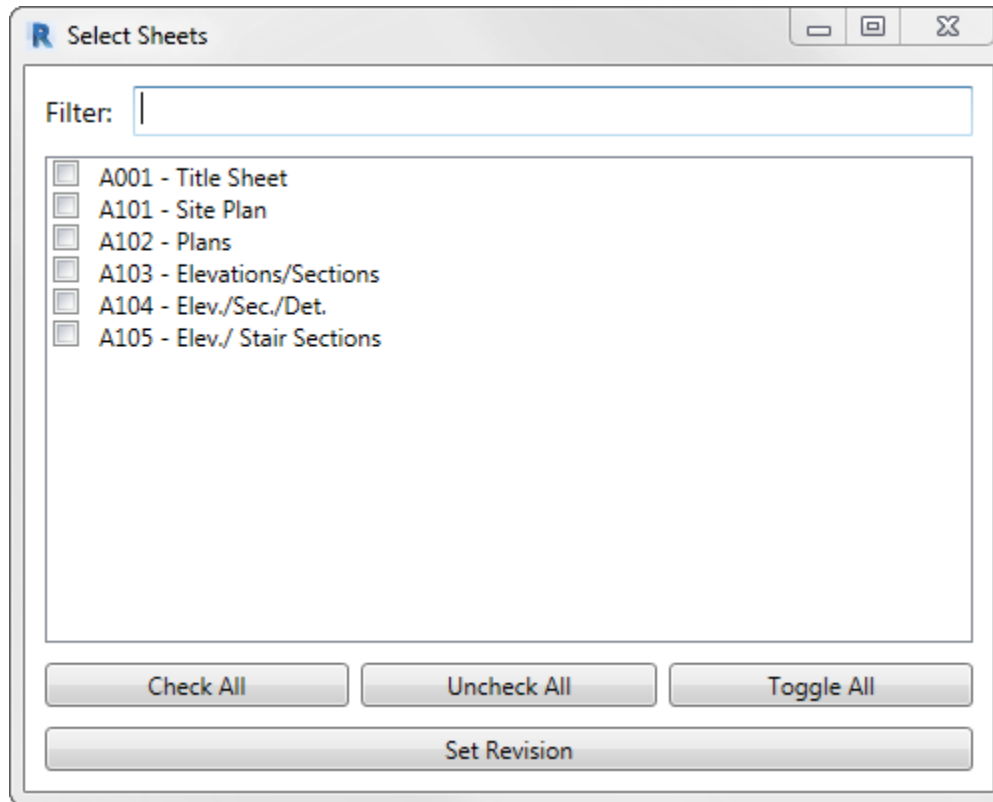 Select Sheets
Filter:
A001 - Title Sheet
A101 - Site Plan
A102 - Plans
A103 - Elevations/Sections
A104 - Elev./Sec./Det.
A105 - Elev./ Stair Sections
Check All Uncheck All Toggle All
Set Revision